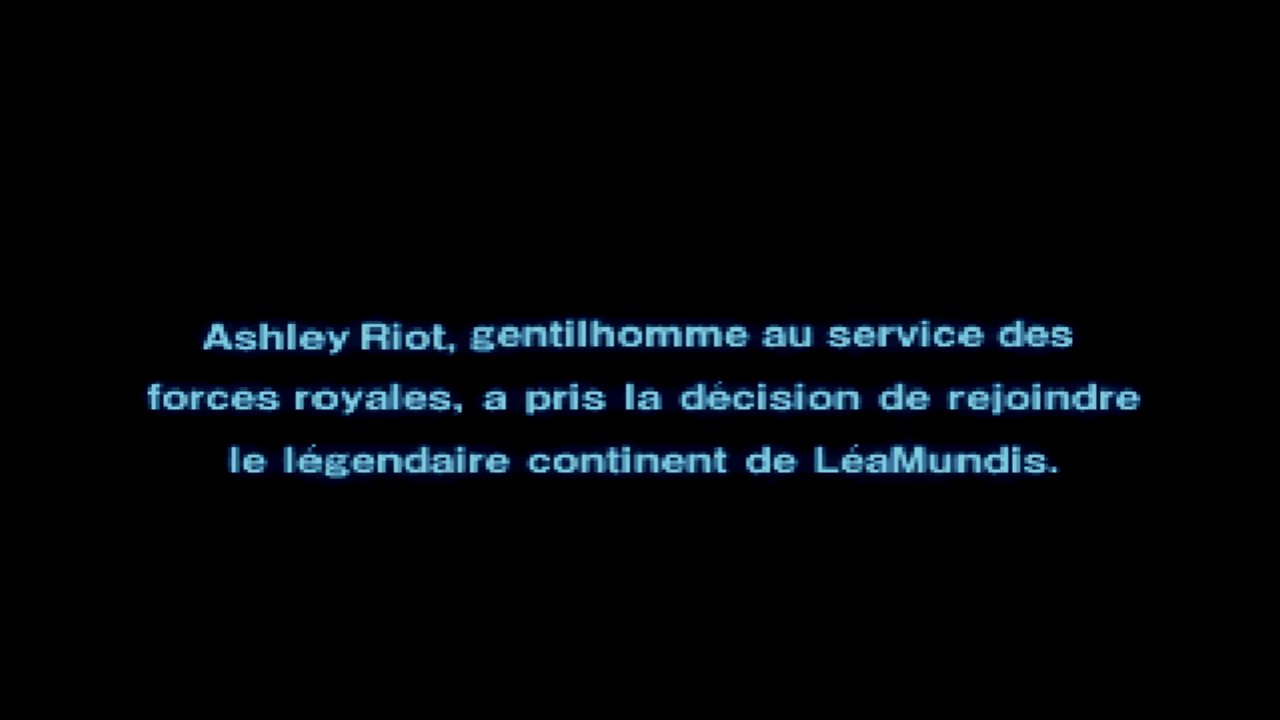 Ashley Riot, gentilhomme au service des
forces royales, a pris la décision de rejoindre
le légendaire continent de LéaMundis.